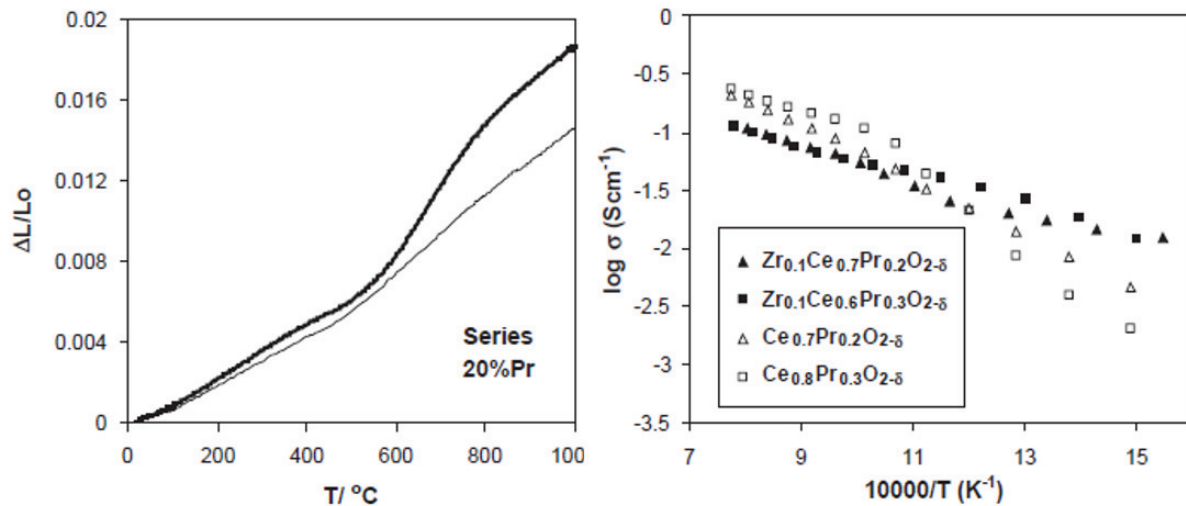 0.02
0.016
0.012
0.008
0.004
0
ΔL/Lo
0 200 400 600 800 100
T/ °C
Series
20%Pr
0
-0.5
-1
-1.5
-2
-2.5
-3
-3.5
log σ (Scm⁻¹)
7 9 11 13 15
10000/T (K⁻¹)
▲ Zr₀.₁Ce₀.₇Pr₀.₂O₂₋δ
■ Zr₀.₁Ce₀.₆Pr₀.₃O₂₋δ
△ Ce₀.₇Pr₀.₂O₂₋δ
□ Ce₀.₈Pr₀.₃O₂₋δ